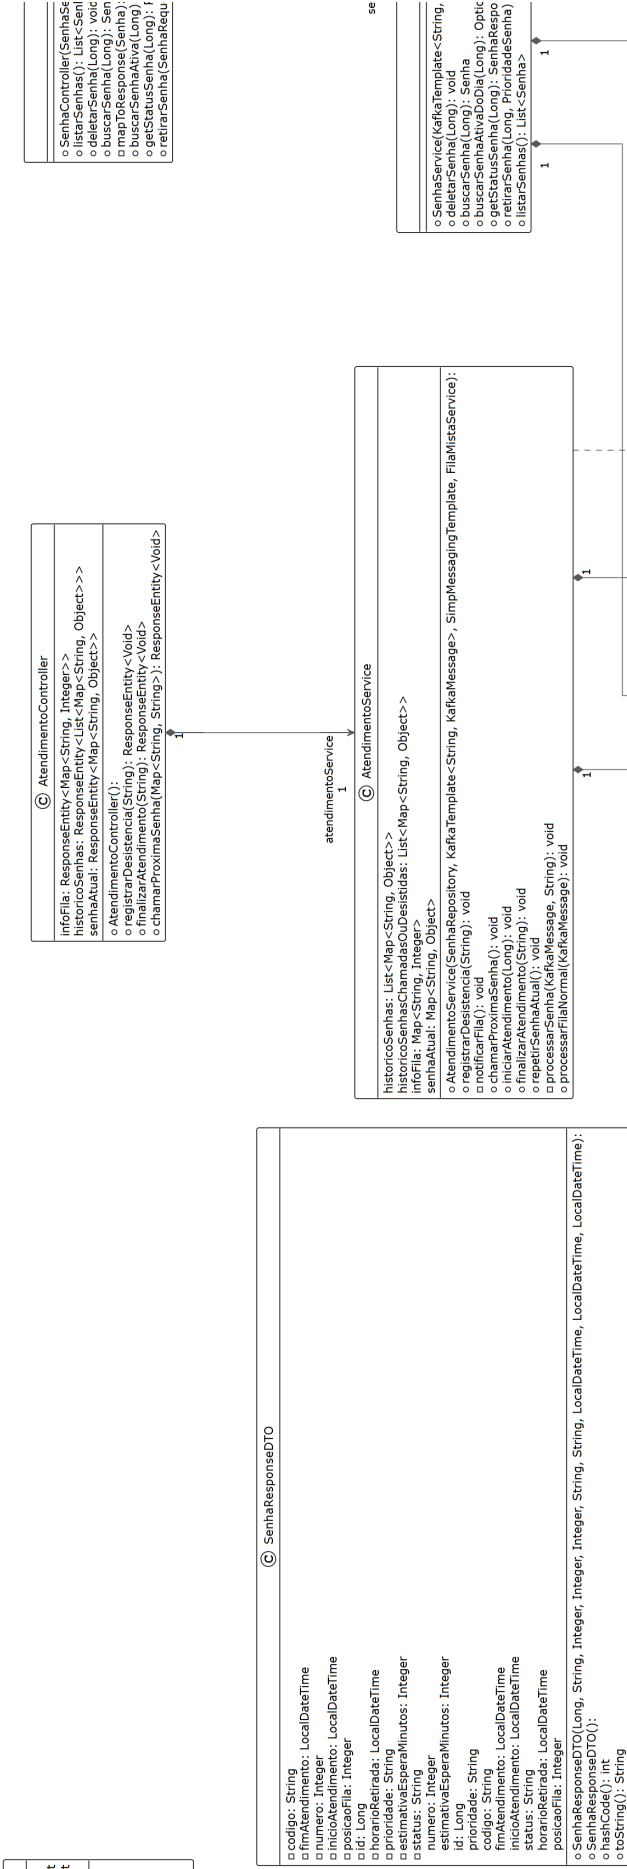 SenhaController(SenhaSe
listarSenhas(): List<Senl
deletarSenha(Long): void
buscarSenha(Long): Sen
mapToResponse(Senha):
buscarSenhaAtiva(Long)
getStatusSenha(Long):
retirarSenha(SenhaRequ
se
SenhaService(KafkaTemplate<String,
deletarSenha(Long): void
buscarSenha(Long): Senha
buscarSenhaAtivaDoDia(Long): Optic
getStatusSenha(Long): SenhaRespo
retirarSenha(Long, PrioridadeSenha)
listarSenhas(): List<Senha>
1
1
C AtendimentoController
infoFila: ResponseEntity<Map<String, Integer>>
historicoSenhas: ResponseEntity<List<Map<String, Object>>>
senhaAtual: ResponseEntity<Map<String, Object>>
AtendimentoController():
registrarDesistencia(String): ResponseEntity<Void>
finalizarAtendimento(String): ResponseEntity<Void>
chamarProximaSenha(Map<String, String>): ResponseEntity<Void>
1
atendimentoService
1
C AtendimentoService
historicoSenhas: List<Map<String, Object>>
historicoSenhasChamadasOuDesistidas: List<Map<String, Object>>
infoFila: Map<String, Integer>
senhaAtual: Map<String, Object>
AtendimentoService(SenhaRepository, KafkaTemplate<String, KafkaMessage>, SimpMessagingTemplate, FilaMistaService):
registrarDesistencia(String): void
notificarFila(): void
chamarProximaSenha(): void
iniciarAtendimento(Long): void
finalizarAtendimento(String): void
repetirSenhaAtual(): void
processarSenha(KafkaMessage, String): void
processarFilaNormal(KafkaMessage): void
1
1
C SenhaResponseDTO
codigo: String
fimAtendimento: LocalDateTime
numero: Integer
inicioAtendimento: LocalDateTime
posicaoFila: Integer
id: Long
horarioRetirada: LocalDateTime
prioridade: String
estimativaEsperaMinutos: Integer
status: String
numero: Integer
estimativaEsperaMinutos: Integer
id: Long
prioridade: String
codigo: String
fimAtendimento: LocalDateTime
inicioAtendimento: LocalDateTime
status: String
horarioRetirada: LocalDateTime
posicaoFila: Integer
SenhaResponseDTO(Long, String, Integer, Integer, Integer, String, String, LocalDateTime, LocalDateTime, LocalDateTime):
SenhaResponseDTO():
hashCode(): int
toString(): String
t
t